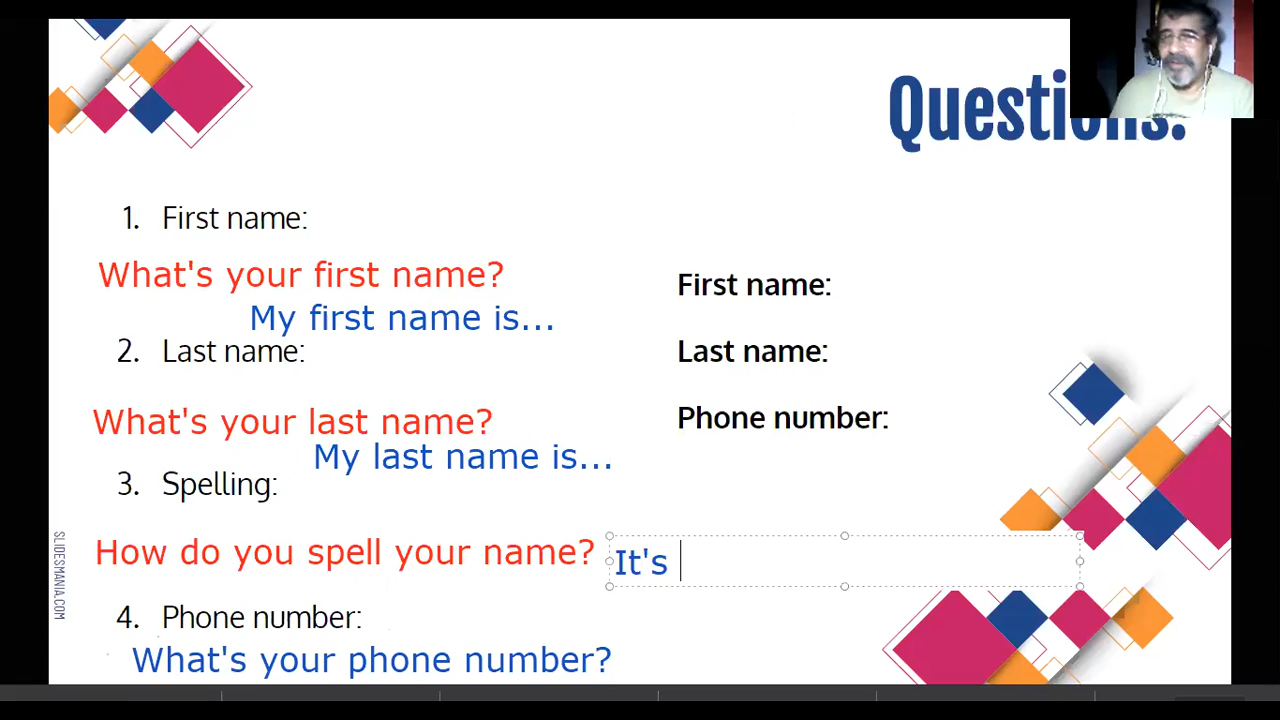 Questions:
1. First name:
What's your first name?
My first name is...
2. Last name:
What's your last name?
My last name is...
3. Spelling:
How do you spell your name?
It's
4. Phone number:
What's your phone number?
First name:
Last name:
Phone number:
SLIDESMANIA.COM